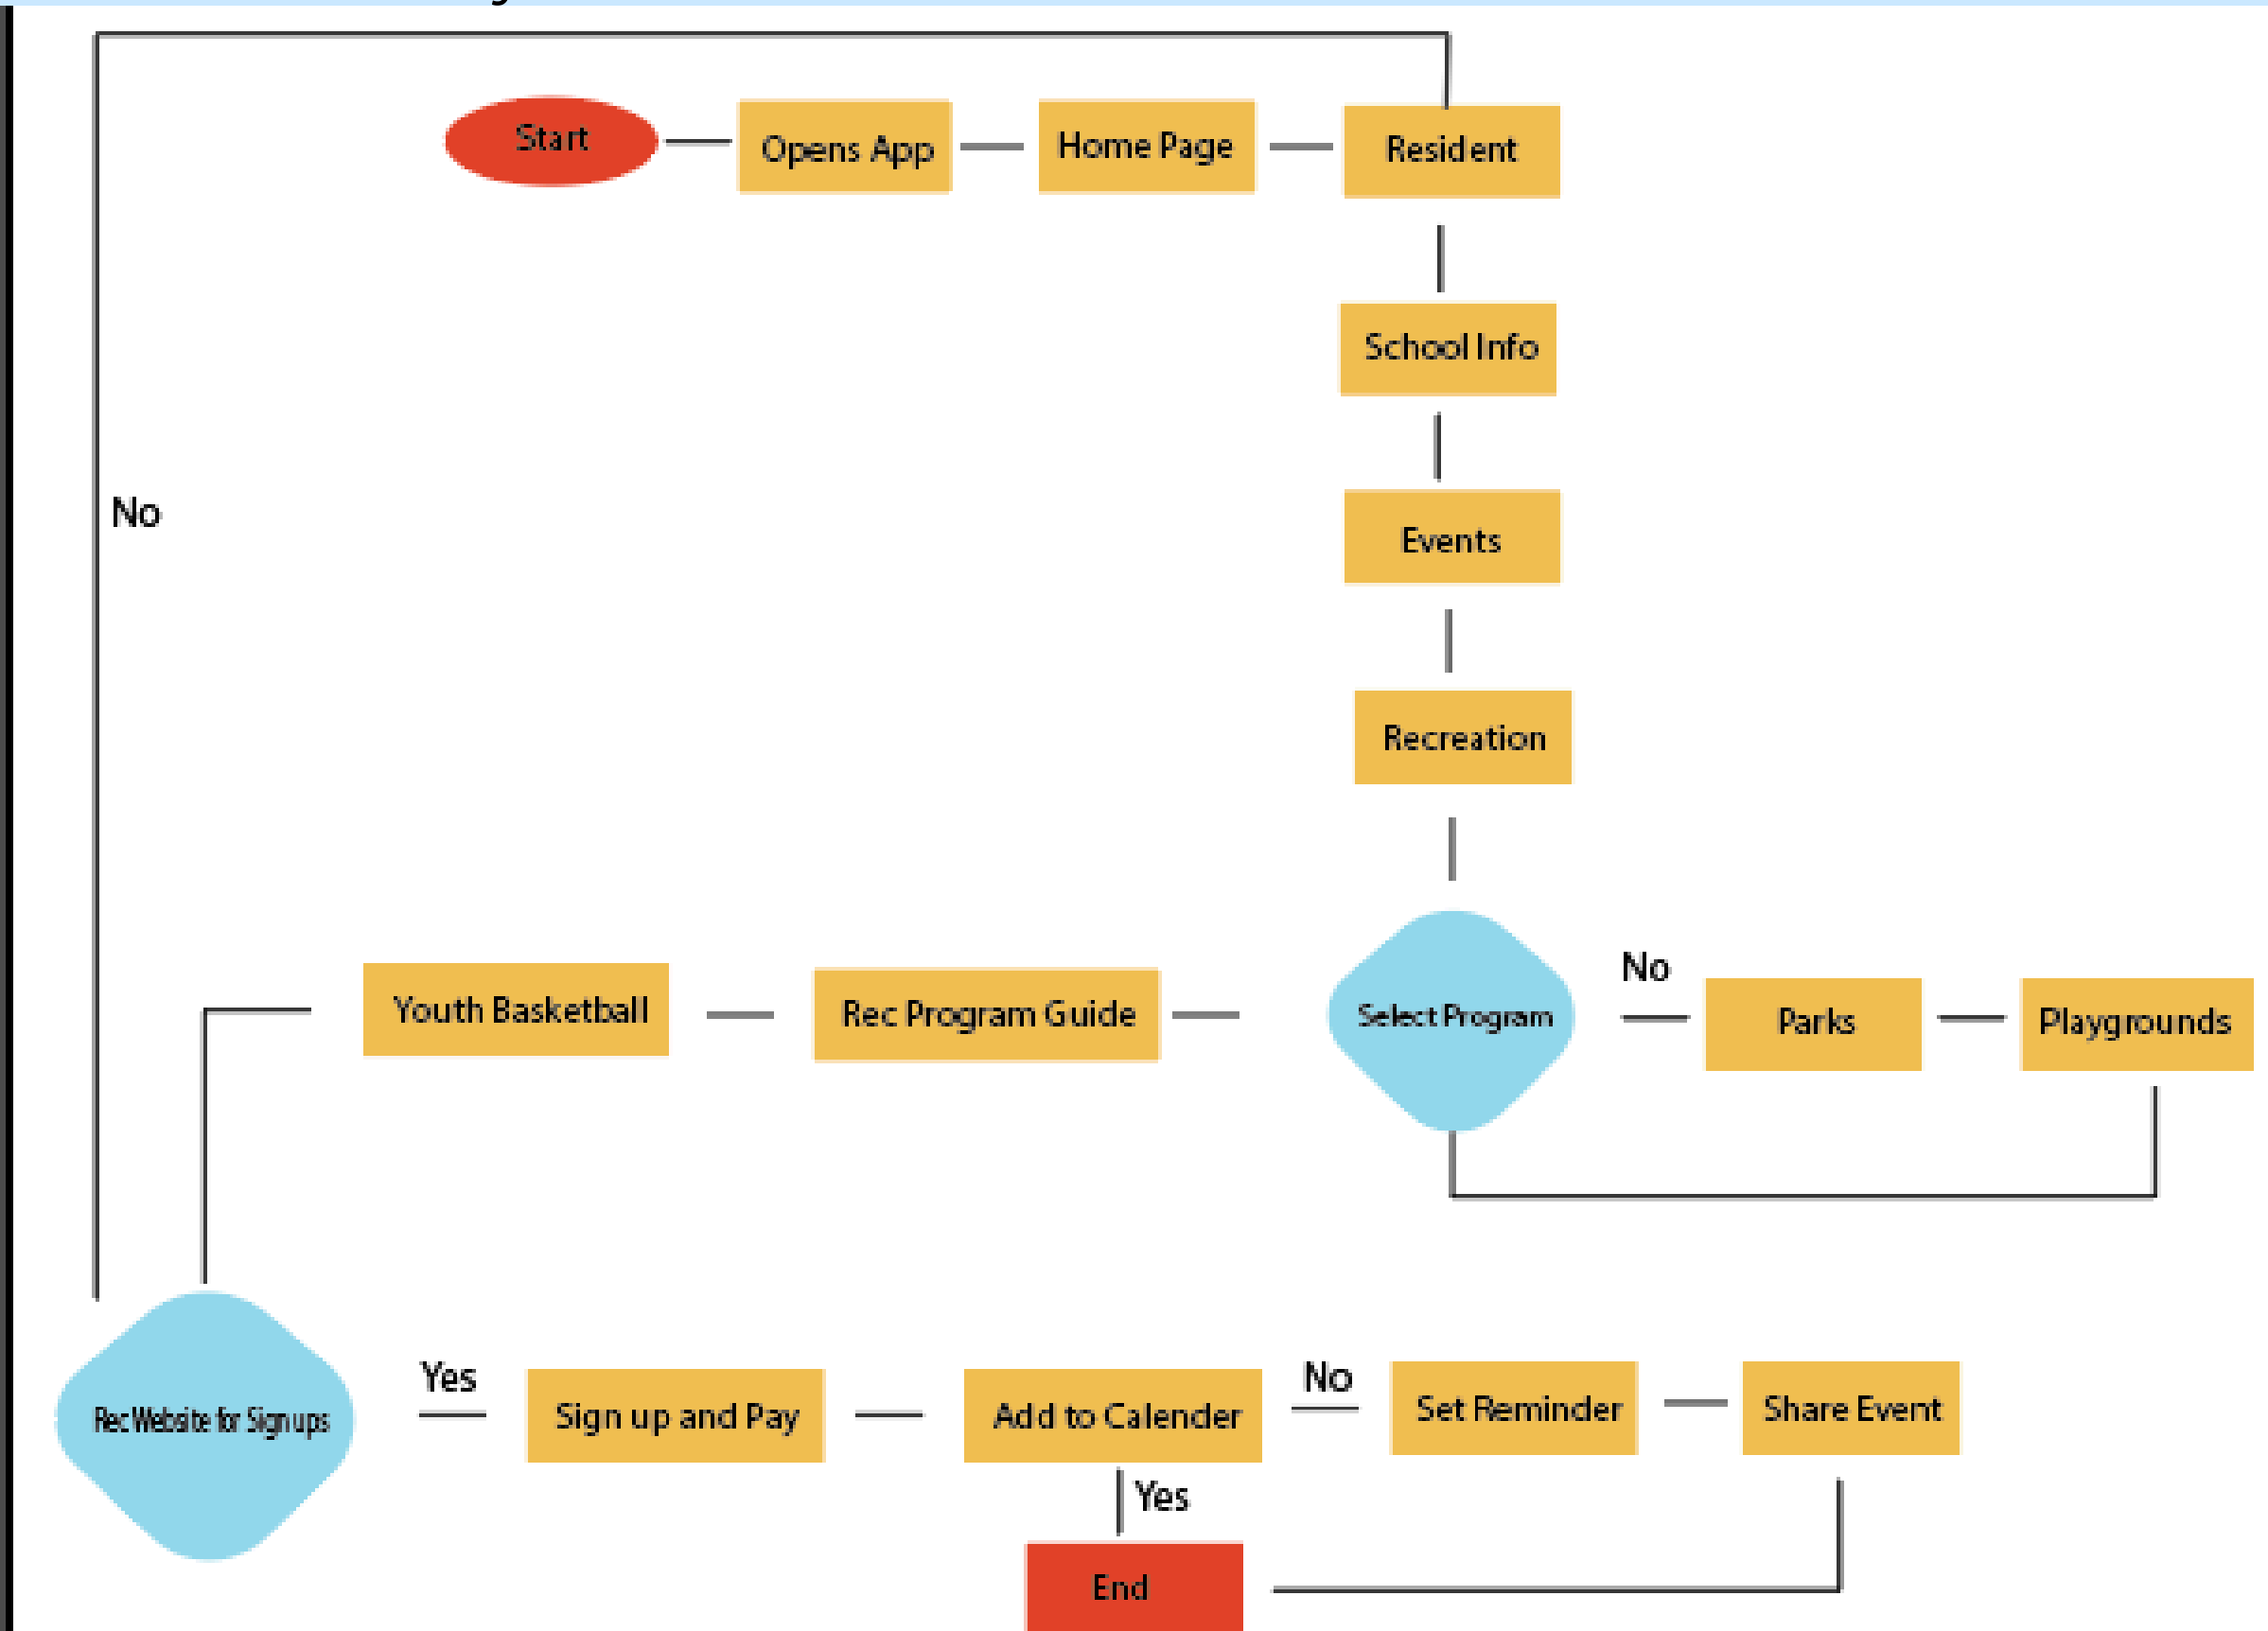 Start
Opens App
Home Page
Resident
School Info
No
Events
Recreation
No
Youth Basketball
Rec Program Guide
Select Program
Parks
Playgrounds
Yes
No
Rec Website for Sign ups
Sign up and Pay
Add to Calender
Set Reminder
Share Event
Yes
End